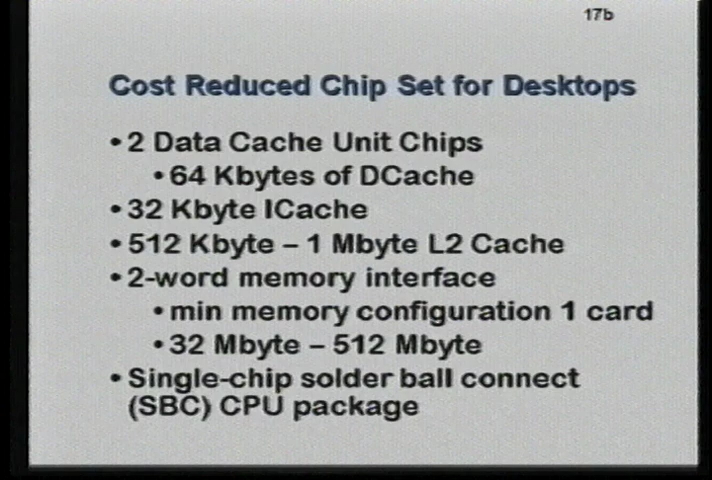 17b
Cost Reduced Chip Set for Desktops
•2 Data Cache Unit Chips
•64 Kbytes of DCache
•32 Kbyte ICache
•512 Kbyte – 1 Mbyte L2 Cache
•2-word memory interface
•min memory configuration 1 card
•32 Mbyte – 512 Mbyte
•Single-chip solder ball connect
(SBC) CPU package